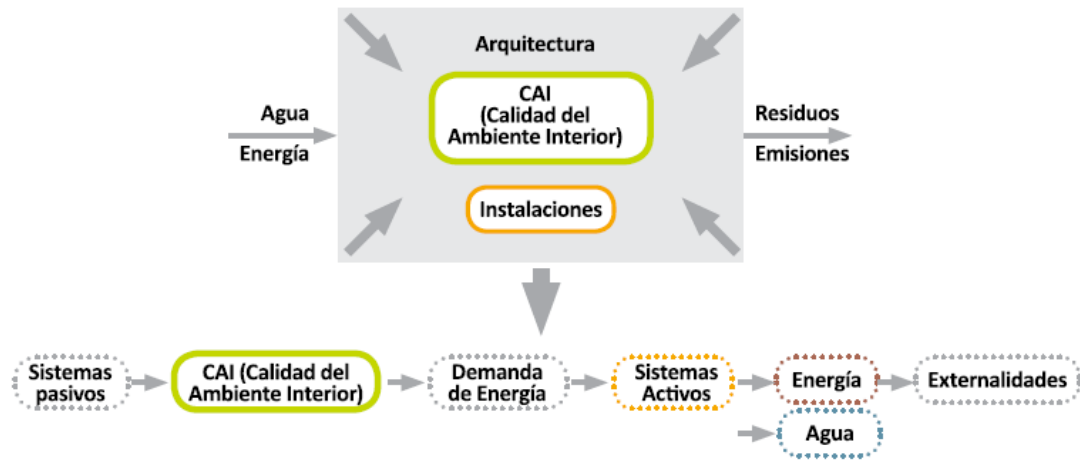 Arquitectura
CAI
(Calidad del
Ambiente Interior)
Agua
Energía
Residuos
Emisiones
Instalaciones
Sistemas
pasivos
CAI (Calidad del
Ambiente Interior)
Demanda
de Energía
Sistemas
Activos
Energía
Externalidades
Agua